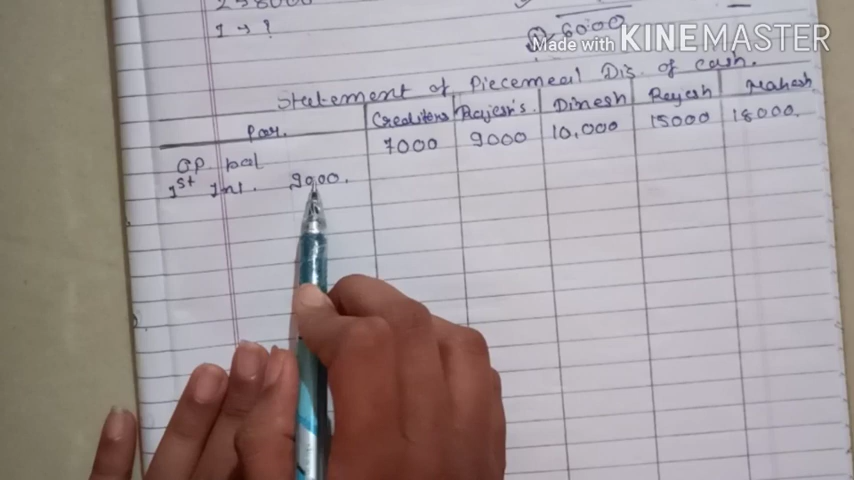 1 → ?
6000
Made with KINEMASTER
Statement of Piecemeal Dis. of cash.
Par. Creditors Rajesh's. Dinesh Rajesh Mahesh
OP. bal 7000 9000 10,000 15000 18000.
1st Inl. 9000.